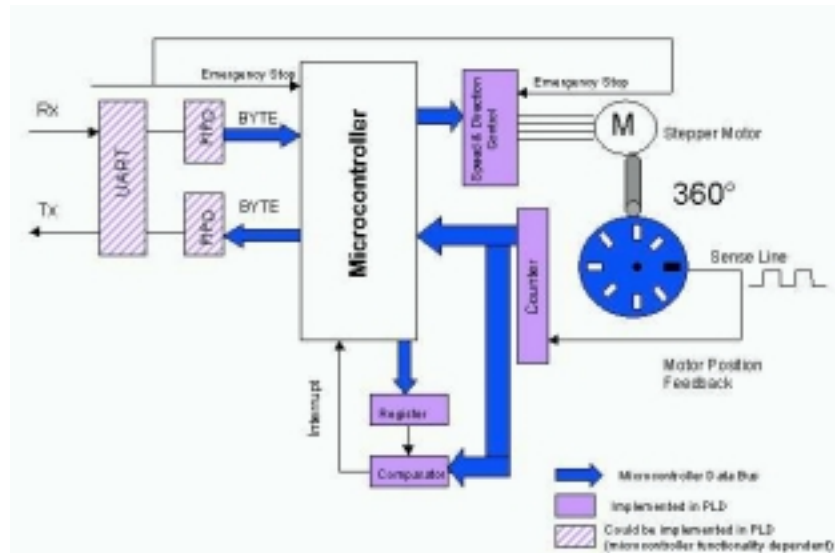 Emergency Stop
Emergency Stop
Rx
UART
FIFO
BYTE
Microcontroller
Speed & Direction
Control
M
Stepper Motor
Tx
FIFO
BYTE
360°
Counter
Sense Line
Motor Position
Feedback
Interrupt
Register
Comparator
Microcontroller Data Bus
Implemented in PLD
Could be implemented in PLD
(microcontroller functionality dependent)